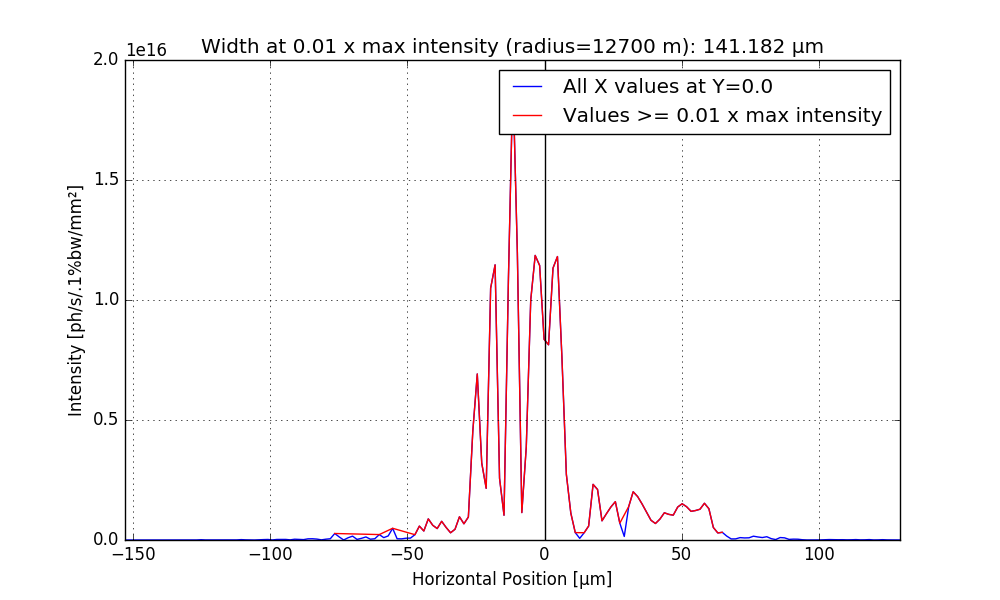 Width at 0.01 x max intensity (radius=12700 m): 141.182 µm
1e16
2.0
1.5
1.0
0.5
0.0
Intensity [ph/s/.1%bw/mm²]
All X values at Y=0.0
Values >= 0.01 x max intensity
−150 −100 −50 0 50 100
Horizontal Position [µm]